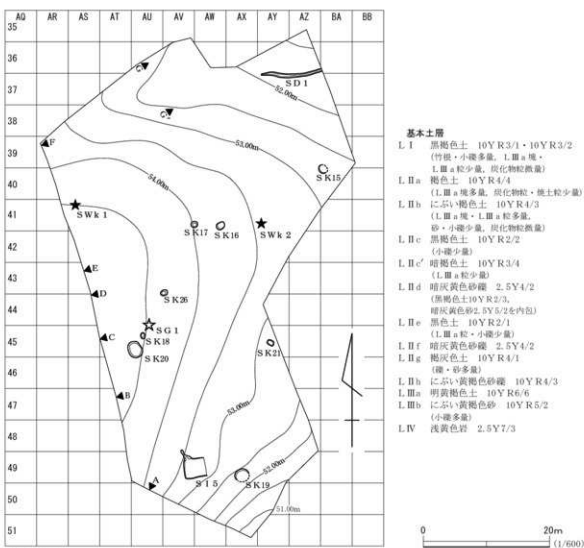 AQ AR AS AT AU AV AW AX AY AZ BA BB
35
36
37
38
39
40
41
42
43
44
45
46
47
48
49
50
51
SD1
52.00m
53.00m
54.00m
G
G'
F
SK15
SWk1
SK17
SK16
SWk2
E
D
SK26
SG1
C
SK18
SK20
SK21
B
53.00m
A
SI5
SK19
52.00m
51.00m
基本土層
LⅠ 黒褐色土 10YR3/1・10YR3/2
(竹根・小礫多量, LⅢa塊・
LⅢa粒少量, 炭化物粒微量)
LⅡa 褐色土 10YR4/4
(LⅢa塊多量, 炭化物粒・焼土粒少量)
LⅡb にぶい褐色土 10YR4/3
(LⅢa塊・LⅢa粒多量,
砂・小礫少量, 炭化物粒微量)
LⅡc 黒褐色土 10YR2/2
(小礫少量)
LⅡc′ 暗褐色土 10YR3/4
(LⅢa粒少量)
LⅡd 暗灰黄色砂礫 2.5Y4/2
(黒褐色土10YR2/3,
暗灰黄色砂2.5Y5/2を内包)
LⅡe 黒色土 10YR2/1
(LⅢa粒・小礫少量)
LⅡf 暗灰黄色砂礫 2.5Y4/2
LⅡg 褐灰色土 10YR4/1
(礫・砂多量)
LⅡh にぶい黄褐色砂礫 10YR4/3
LⅢa 明黄褐色土 10YR6/6
LⅢb にぶい黄褐色砂 10YR5/2
(小礫多量)
LⅣ 浅黄色岩 2.5Y7/3
0 20m
(1/600)